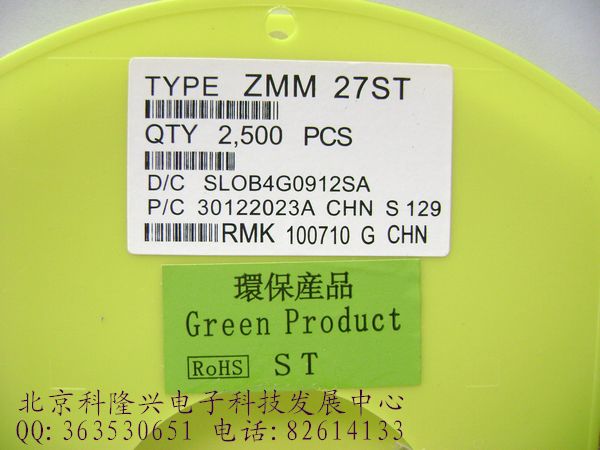 TYPE ZMM 27ST
QTY 2,500 PCS
D/C SLOB4G0912SA
P/C 30122023A CHN S 129
RMK 100710 G CHN
環保産品
Green Product
RoHS ST
北京科隆兴电子科技发展中心
QQ:363530651 电话:82614133